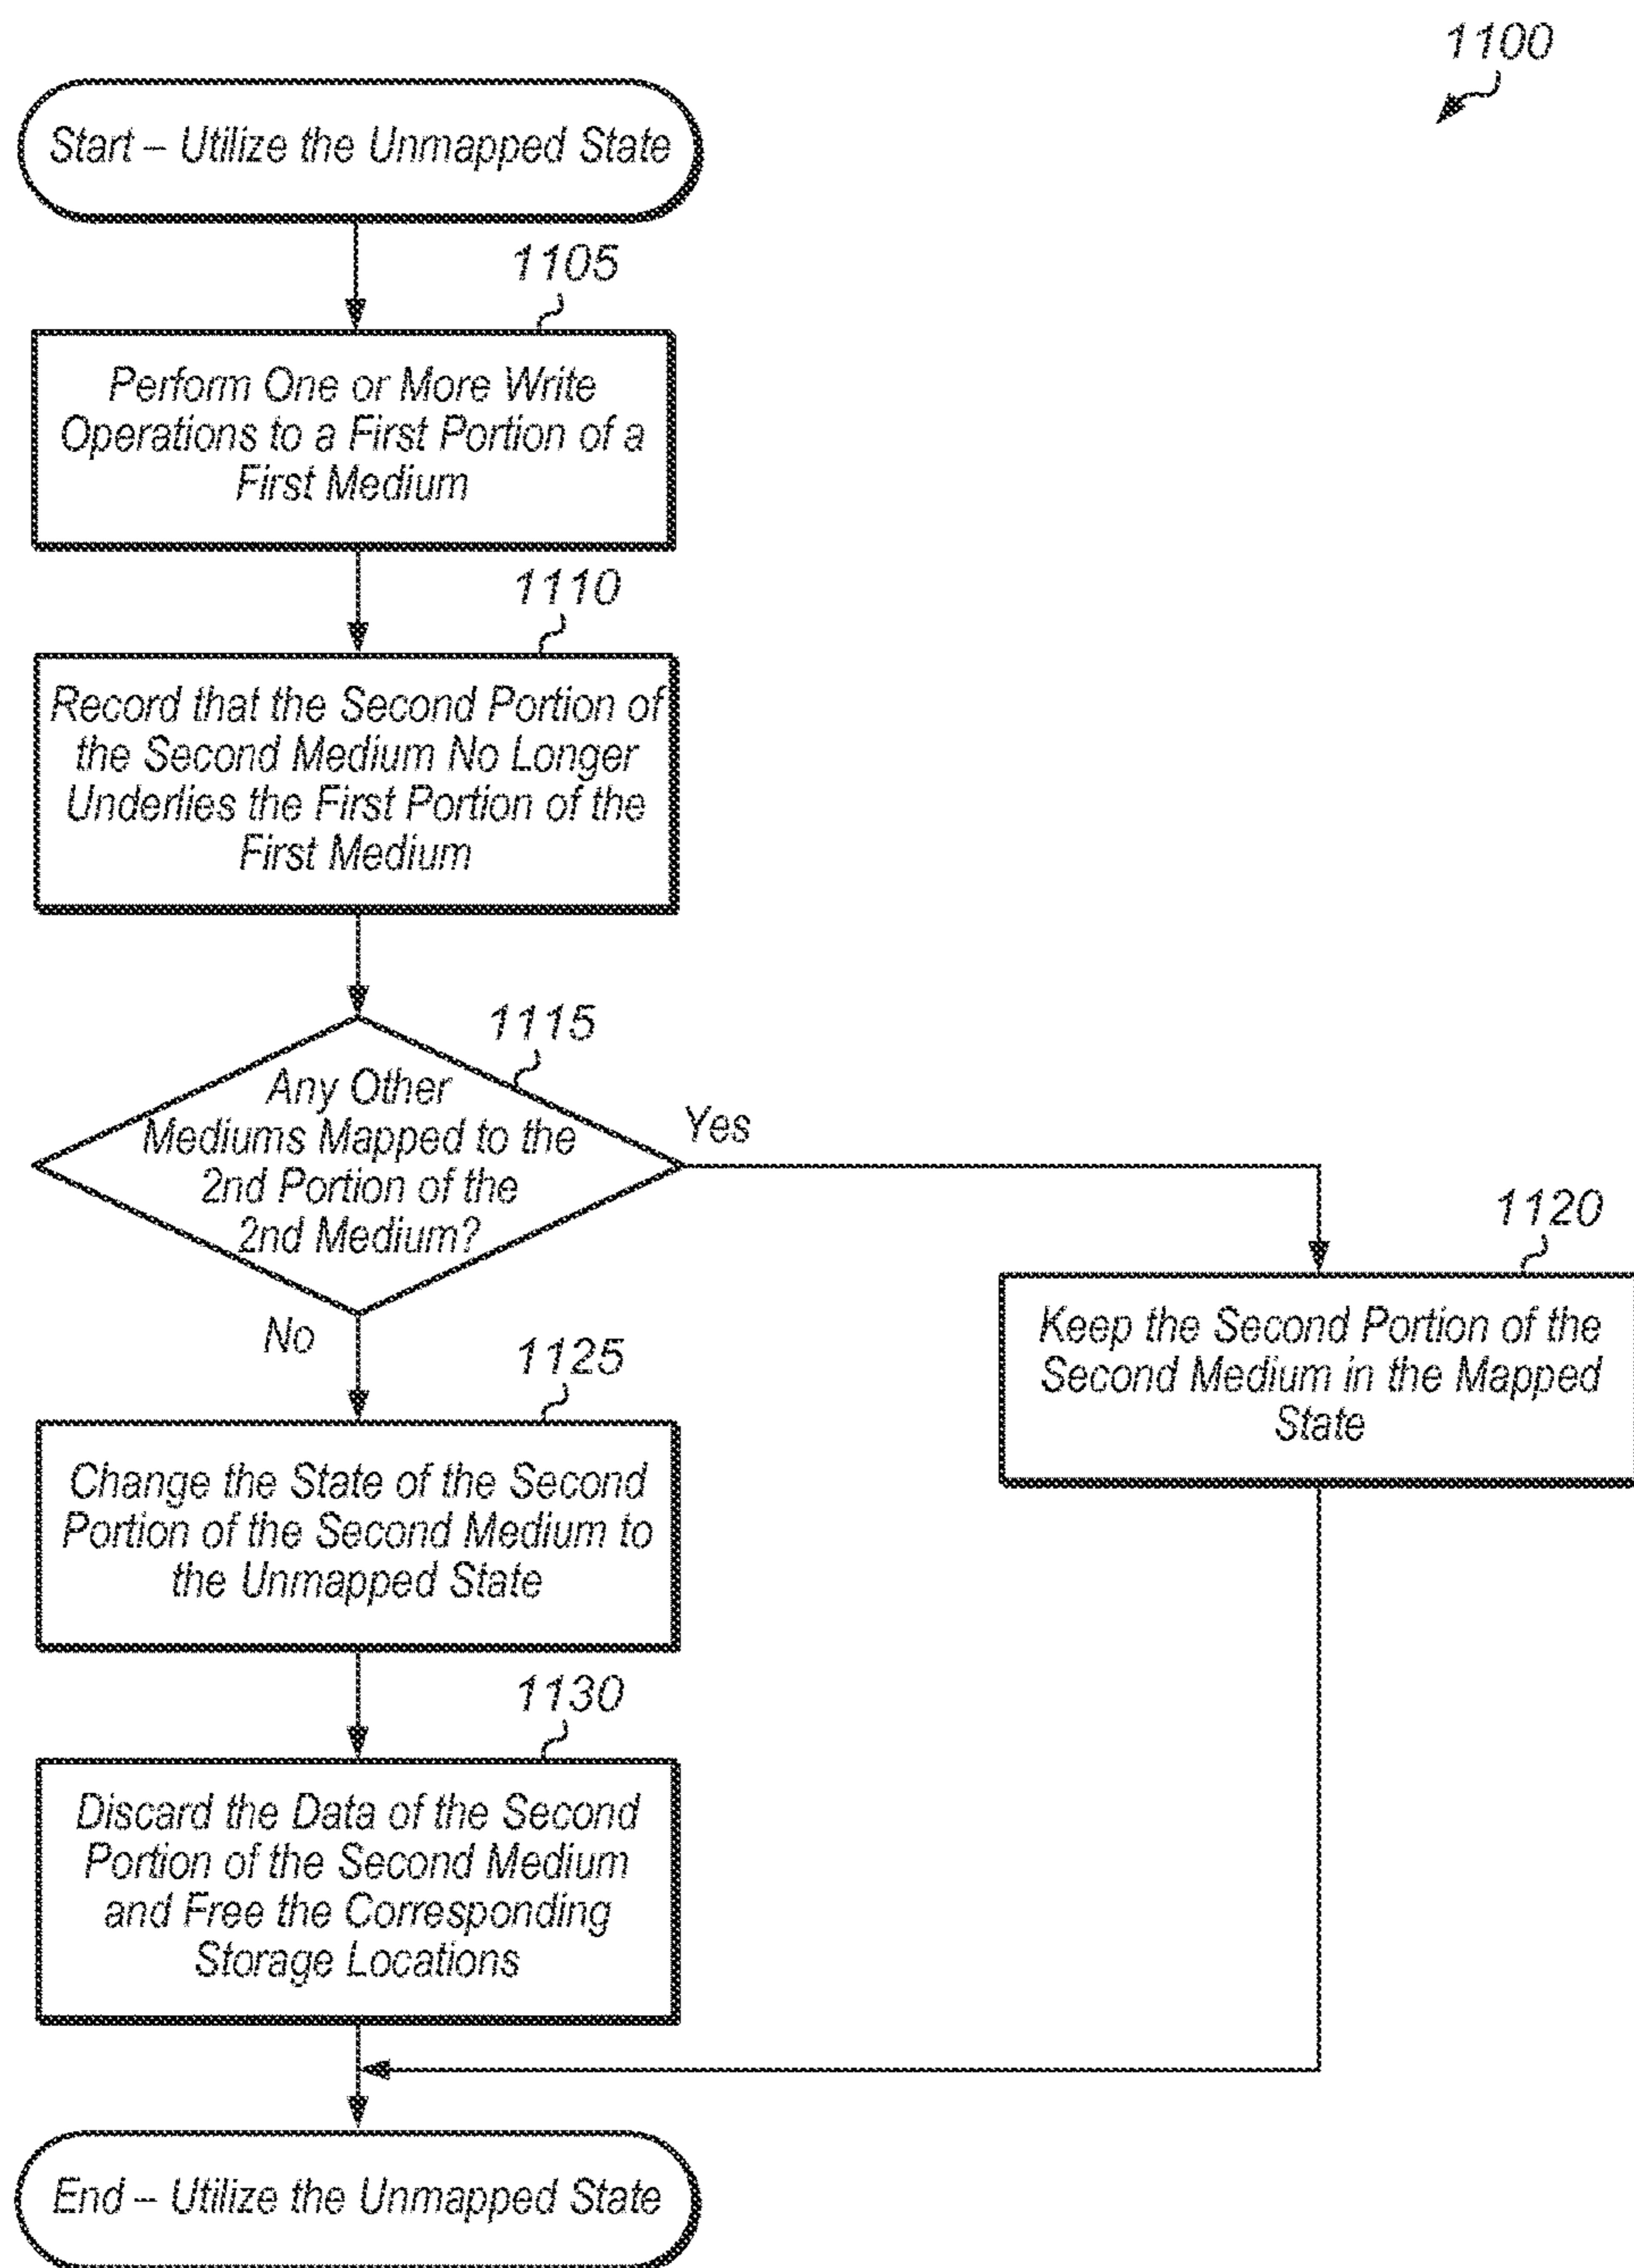 1100
Start – Utilize the Unmapped State
1105
Perform One or More Write
Operations to a First Portion of a
First Medium
1110
Record that the Second Portion of
the Second Medium No Longer
Underlies the First Portion of the
First Medium
1115
Any Other
Mediums Mapped to the
2nd Portion of the
2nd Medium?
Yes
No
1120
Keep the Second Portion of the
Second Medium in the Mapped
State
1125
Change the State of the Second
Portion of the Second Medium to
the Unmapped State
1130
Discard the Data of the Second
Portion of the Second Medium
and Free the Corresponding
Storage Locations
End – Utilize the Unmapped State